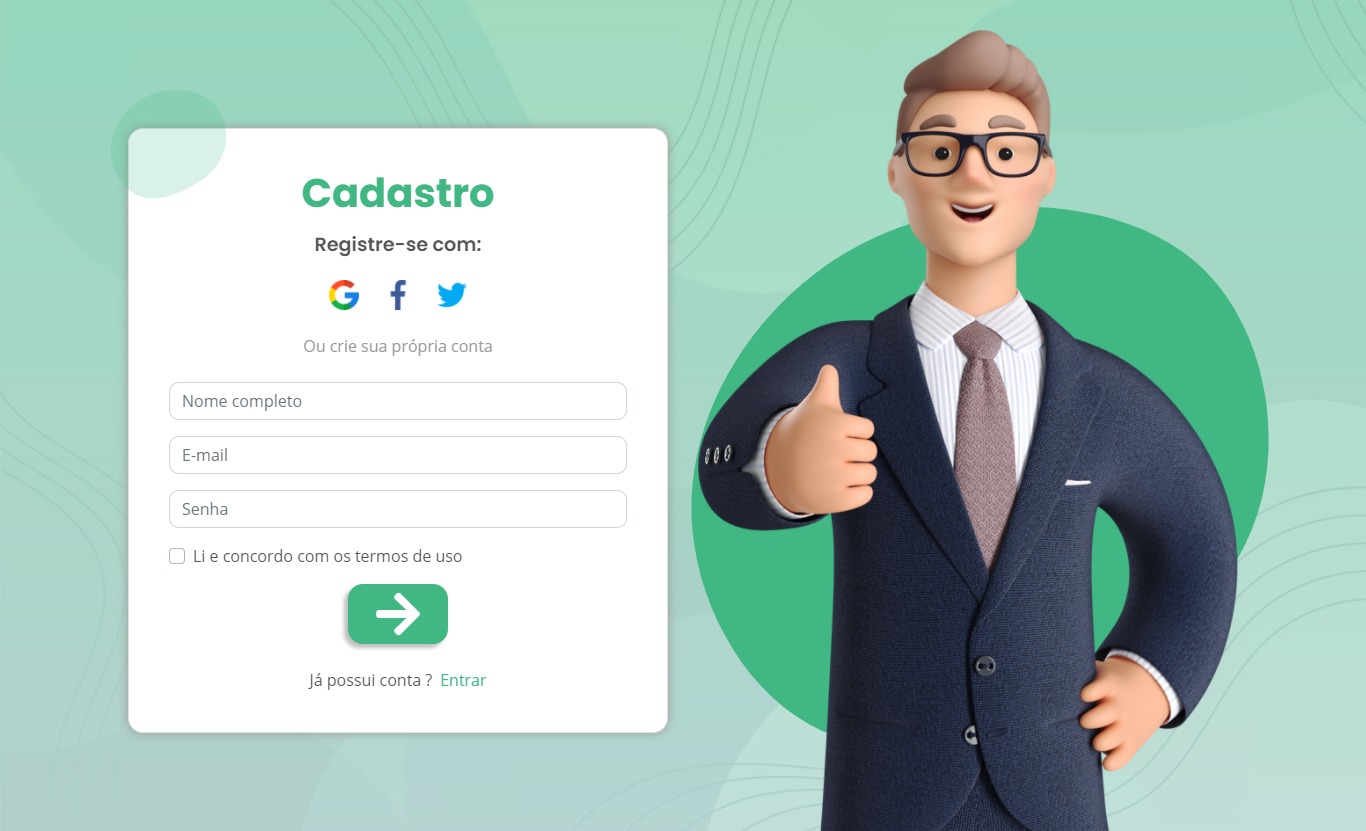 Cadastro
Registre-se com:
Ou crie sua própria conta
Nome completo
E-mail
Senha
Li e concordo com os termos de uso
Já possui conta ? Entrar